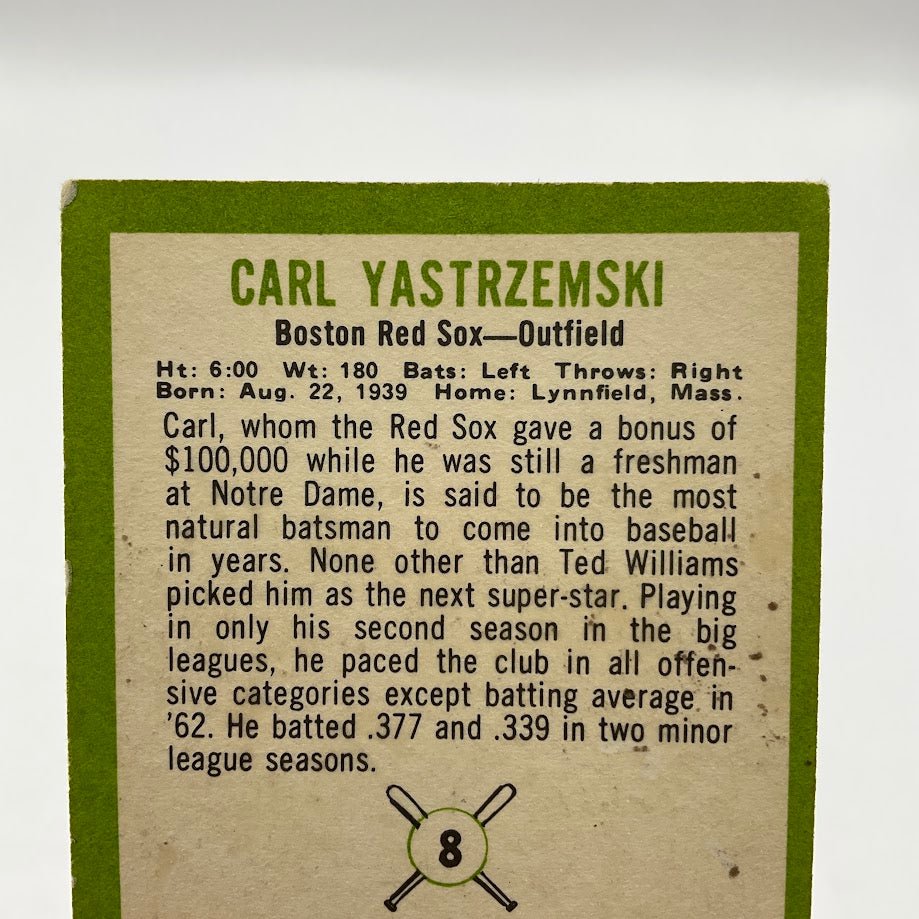 CARL YASTRZEMSKI
Boston Red Sox—Outfield
Ht: 6:00 Wt: 180 Bats: Left Throws: Right
Born: Aug. 22, 1939 Home: Lynnfield, Mass.
Carl, whom the Red Sox gave a bonus of
$100,000 while he was still a freshman
at Notre Dame, is said to be the most
natural batsman to come into baseball
in years. None other than Ted Williams
picked him as the next super-star. Playing
in only his second season in the big
leagues, he paced the club in all offen-
sive categories except batting average in
'62. He batted .377 and .339 in two minor
league seasons.
8